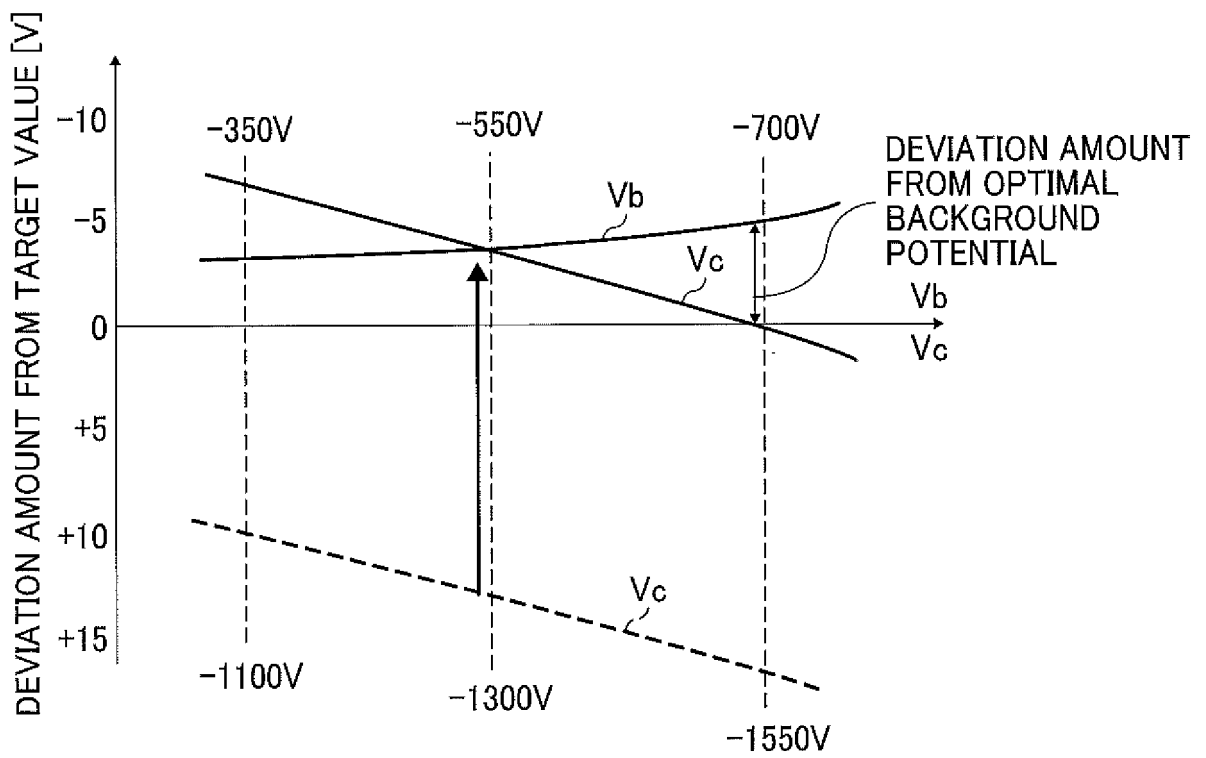 DEVIATION AMOUNT FROM TARGET VALUE [V]
-10
-5
0
+5
+10
+15
-350V
-550V
-700V
DEVIATION AMOUNT
FROM OPTIMAL
BACKGROUND
POTENTIAL
Vb
Vc
Vb
Vc
Vc
-1100V
-1300V
-1550V